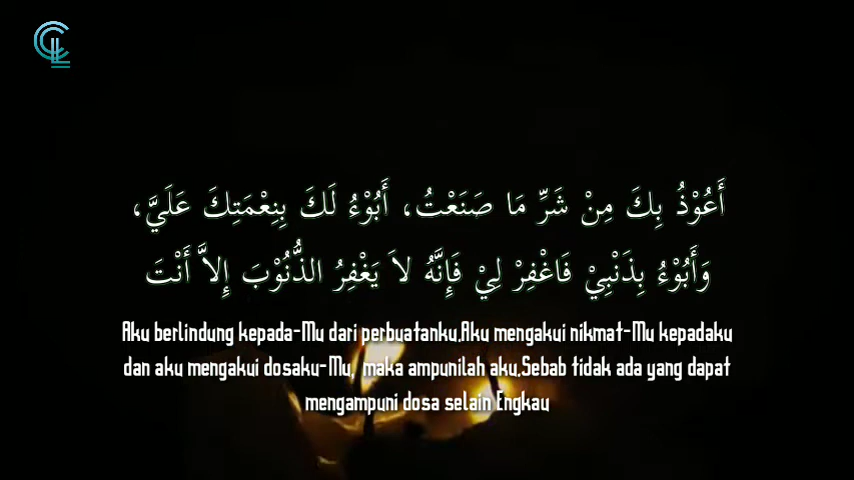 أَعُوْذُ بِكَ مِنْ شَرِّ مَا صَنَعْتُ، أَبُوْءُ لَكَ بِنِعْمَتِكَ عَلَيَّ،
وَأَبُوْءُ بِذَنْبِيْ فَاغْفِرْ لِيْ فَإِنَّهُ لاَ يَغْفِرُ الذُّنُوْبَ إِلاَّ أَنْتَ
Aku berlindung kepada-Mu dari perbuatanku.Aku mengakui nikmat-Mu kepadaku
dan aku mengakui dosaku-Mu, maka ampunilah aku.Sebab tidak ada yang dapat
mengampuni dosa selain Engkau